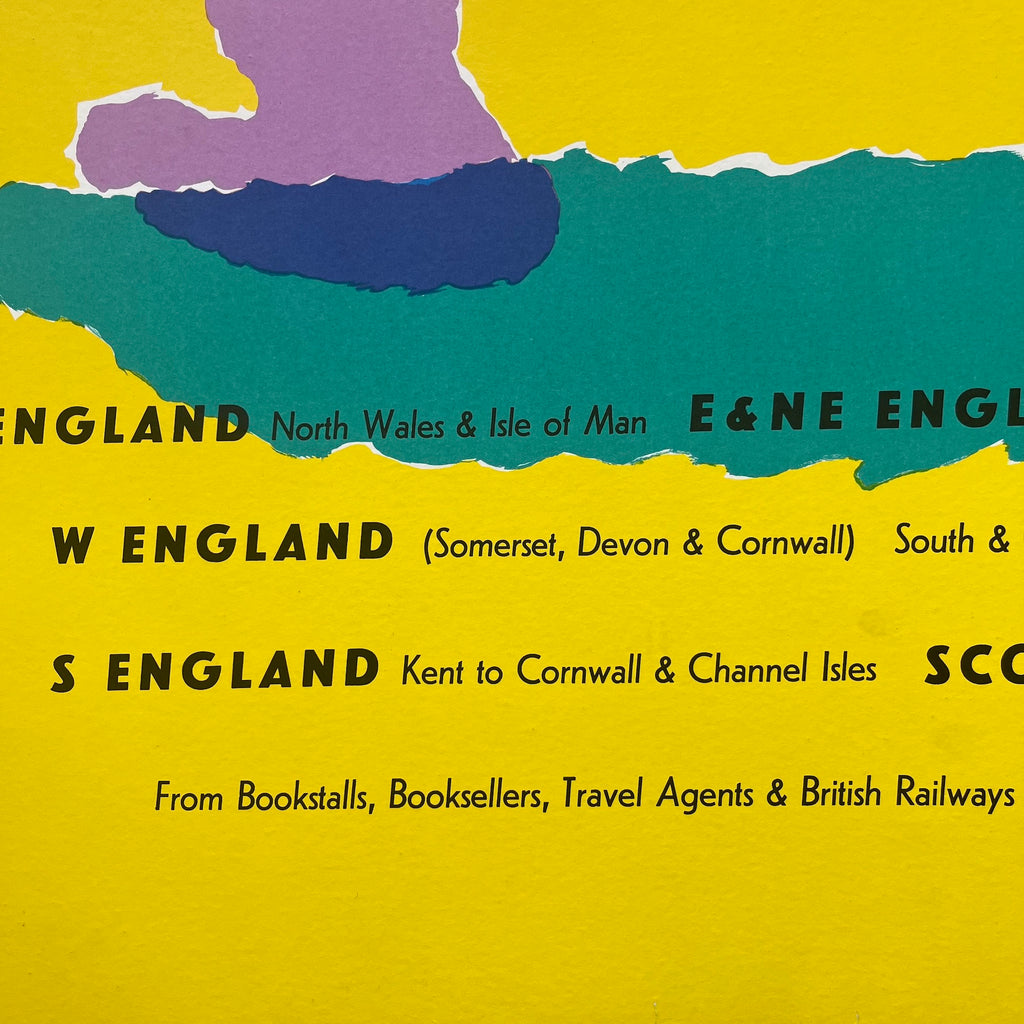 ENGLAND North Wales & Isle of Man E&NE ENGL
W ENGLAND (Somerset, Devon & Cornwall) South &
S ENGLAND Kent to Cornwall & Channel Isles SCO
From Bookstalls, Booksellers, Travel Agents & British Railways